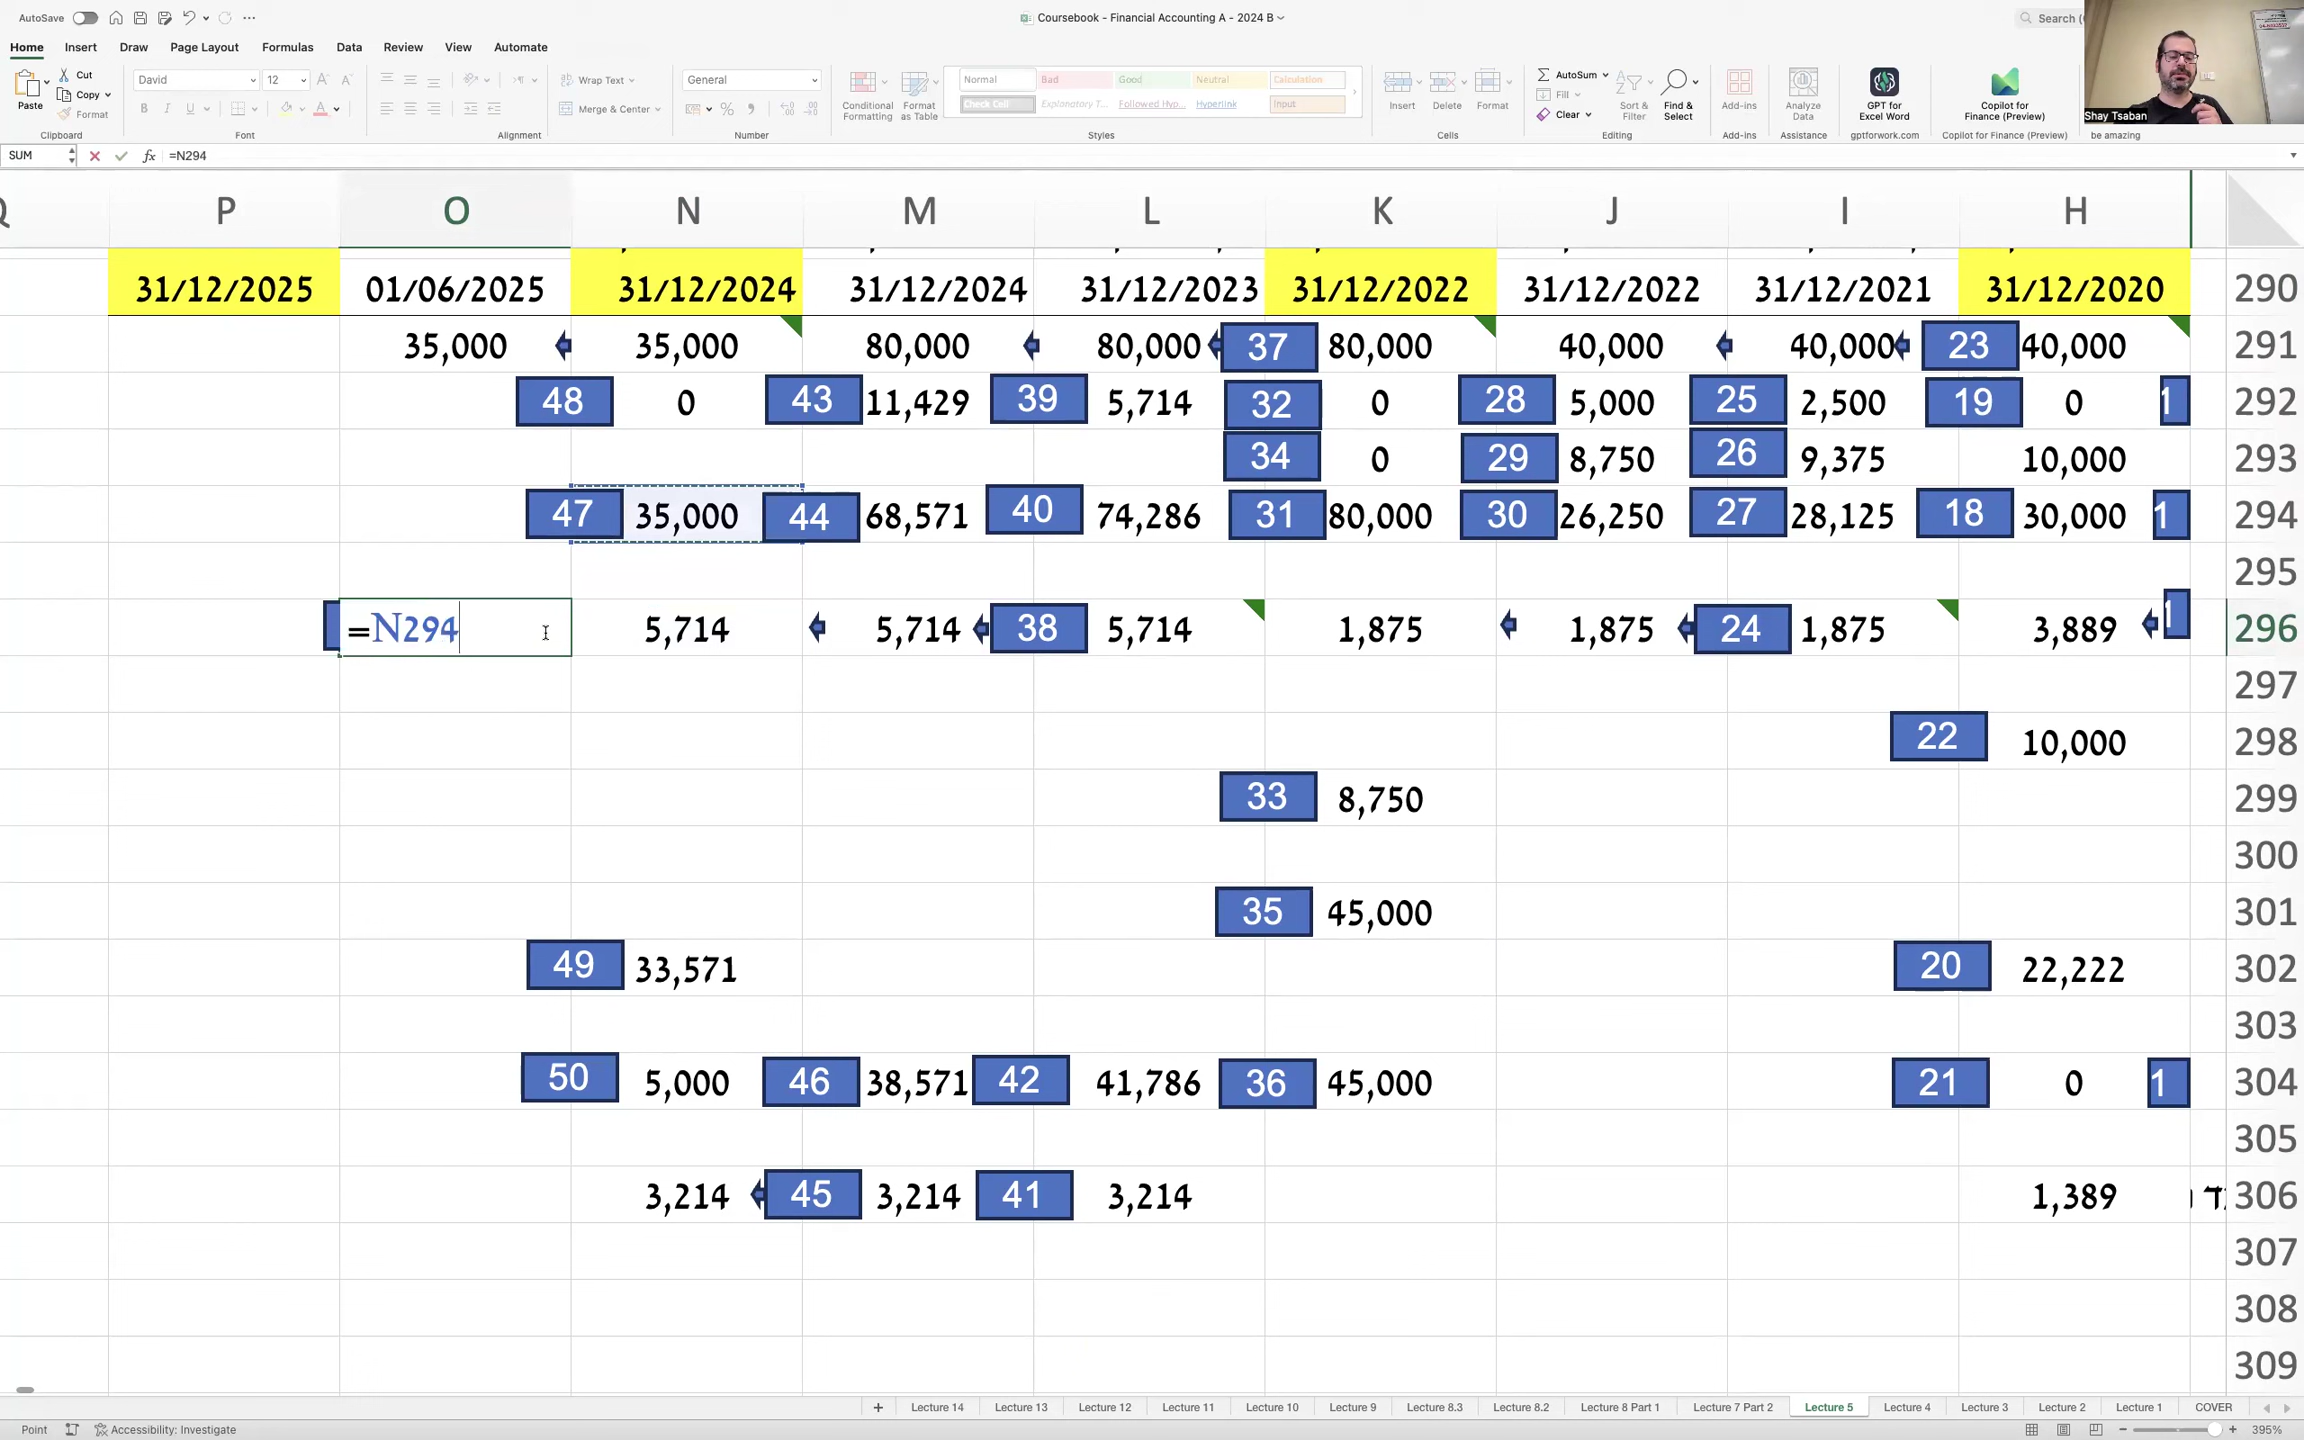 AutoSave
Coursebook - Financial Accounting A - 2024 B
Search (
Home Insert Draw Page Layout Formulas Data Review View Automate
Paste
Cut
Copy
Format
Clipboard
David 12
Font
Wrap Text
Merge & Center
Alignment
General
Number
Conditional Formatting
Format as Table
Normal Bad Good Neutral Calculation
Check Cell Explanatory T... Followed Hyp... Hyperlink Input
Styles
Insert Delete Format
Cells
AutoSum
Fill
Clear
Sort & Filter
Find & Select
Editing
Add-ins
Add-ins
Analyze Data
Assistance
GPT for Excel Word
gptforwork.com
Copilot for Finance (Preview)
Copilot for Finance (Preview)
Shay Tsaban
be amazing
SUM fx =N294
Q P O N M L K J I H
31/12/2025 01/06/2025 31/12/2024 31/12/2024 31/12/2023 31/12/2022 31/12/2022 31/12/2021 31/12/2020 290
35,000 35,000 80,000 80,000 37 80,000 40,000 40,000 23 40,000 291
48 0 43 11,429 39 5,714 32 0 28 5,000 25 2,500 19 0 1 292
34 0 29 8,750 26 9,375 10,000 293
47 35,000 44 68,571 40 74,286 31 80,000 30 26,250 27 28,125 18 30,000 1 294
295
=N294 5,714 5,714 38 5,714 1,875 1,875 24 1,875 3,889 1 296
297
22 10,000 298
33 8,750 299
300
35 45,000 301
49 33,571 20 22,222 302
303
50 5,000 46 38,571 42 41,786 36 45,000 21 0 1 304
305
3,214 45 3,214 41 3,214 1,389 306
307
308
309
+ Lecture 14 Lecture 13 Lecture 12 Lecture 11 Lecture 10 Lecture 9 Lecture 8.3 Lecture 8.2 Lecture 8 Part 1 Lecture 7 Part 2 Lecture 5 Lecture 4 Lecture 3 Lecture 2 Lecture 1 COVER
Point Accessibility: Investigate 395%